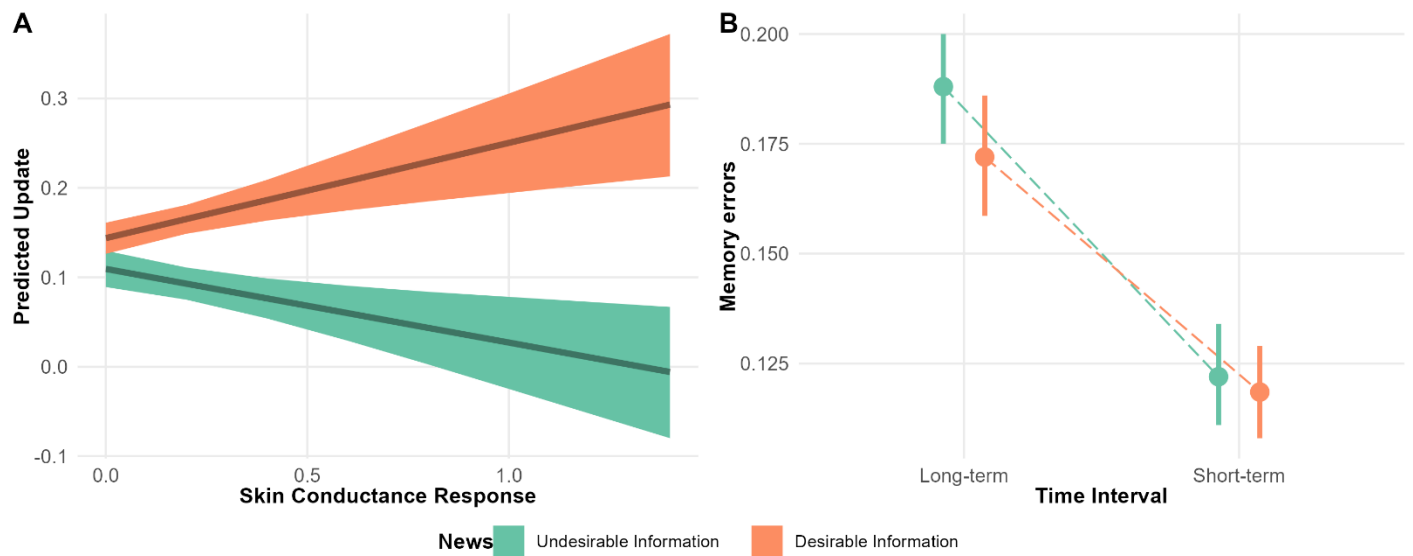 A
Predicted Update
0.3
0.2
0.1
0.0
-0.1
0.0 0.5 1.0
Skin Conductance Response
B
Memory errors
0.200
0.175
0.150
0.125
Long-term Short-term
Time Interval
News Undesirable Information Desirable Information